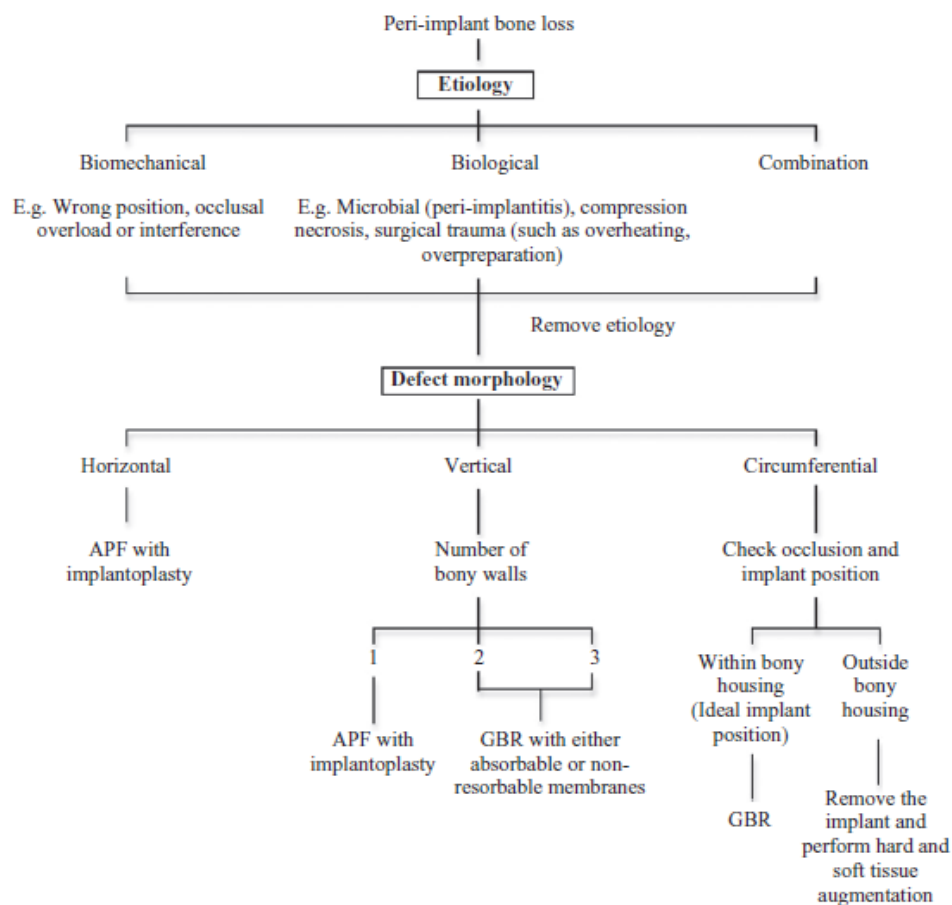 Peri-implant bone loss
Etiology
Biomechanical
Biological
Combination
E.g. Wrong position, occlusal
overload or interference
E.g. Microbial (peri-implantitis), compression
necrosis, surgical trauma (such as overheating,
overpreparation)
Remove etiology
Defect morphology
Horizontal
Vertical
Circumferential
APF with
implantoplasty
Number of
bony walls
Check occlusion and
implant position
1
2
3
Within bony
housing
(Ideal implant
position)
Outside
bony
housing
APF with
implantoplasty
GBR with either
absorbable or non-
resorbable membranes
GBR
Remove the
implant and
perform hard and
soft tissue
augmentation